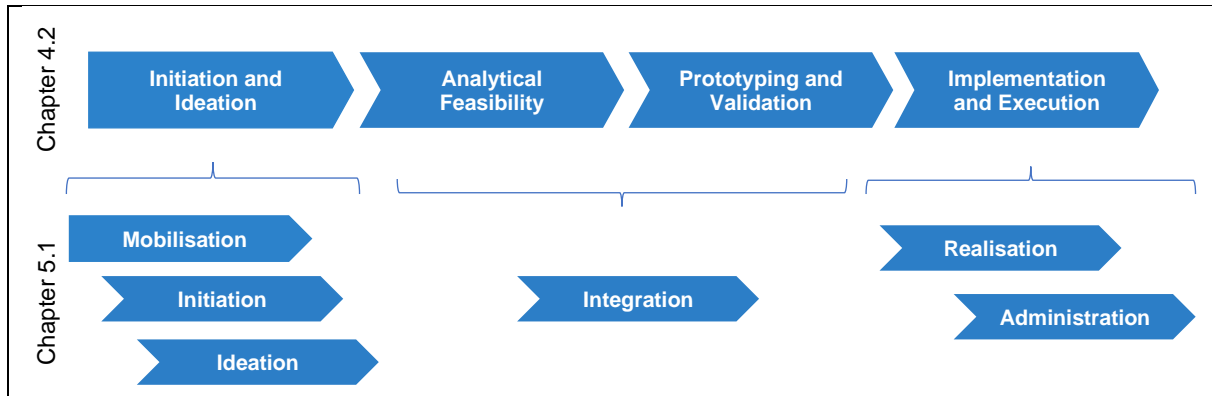 Chapter 4.2
Initiation and
Ideation
Analytical
Feasibility
Prototyping and
Validation
Implementation
and Execution
Chapter 5.1
Mobilisation
Initiation
Ideation
Integration
Realisation
Administration